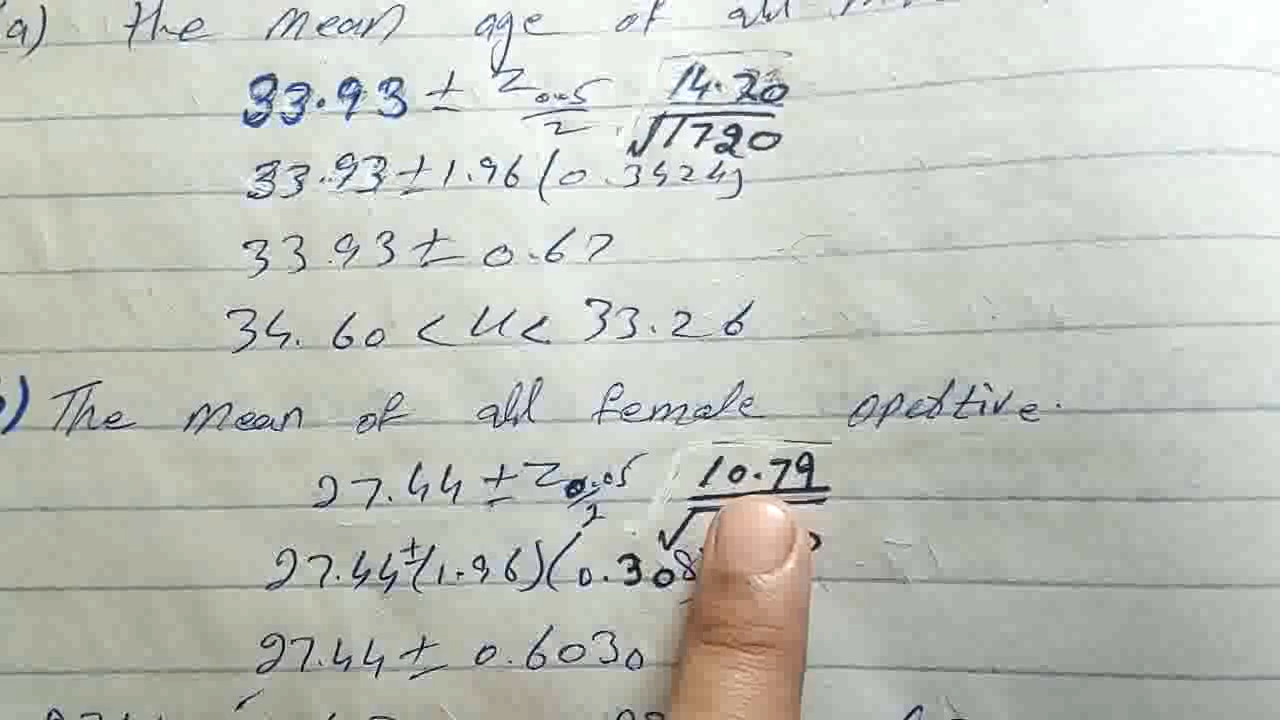 a) the mean age of all
33.93 ± Z0.5/2 14.20/√1720
33.93 ± 1.96 (0.3424)
33.93 ± 0.67
34.60 < u < 33.26
) The mean of all female opertive.
27.44 ± Z0.05/2 10.79/√
27.44 ± (1.96)(0.308
27.44 ± 0.6030